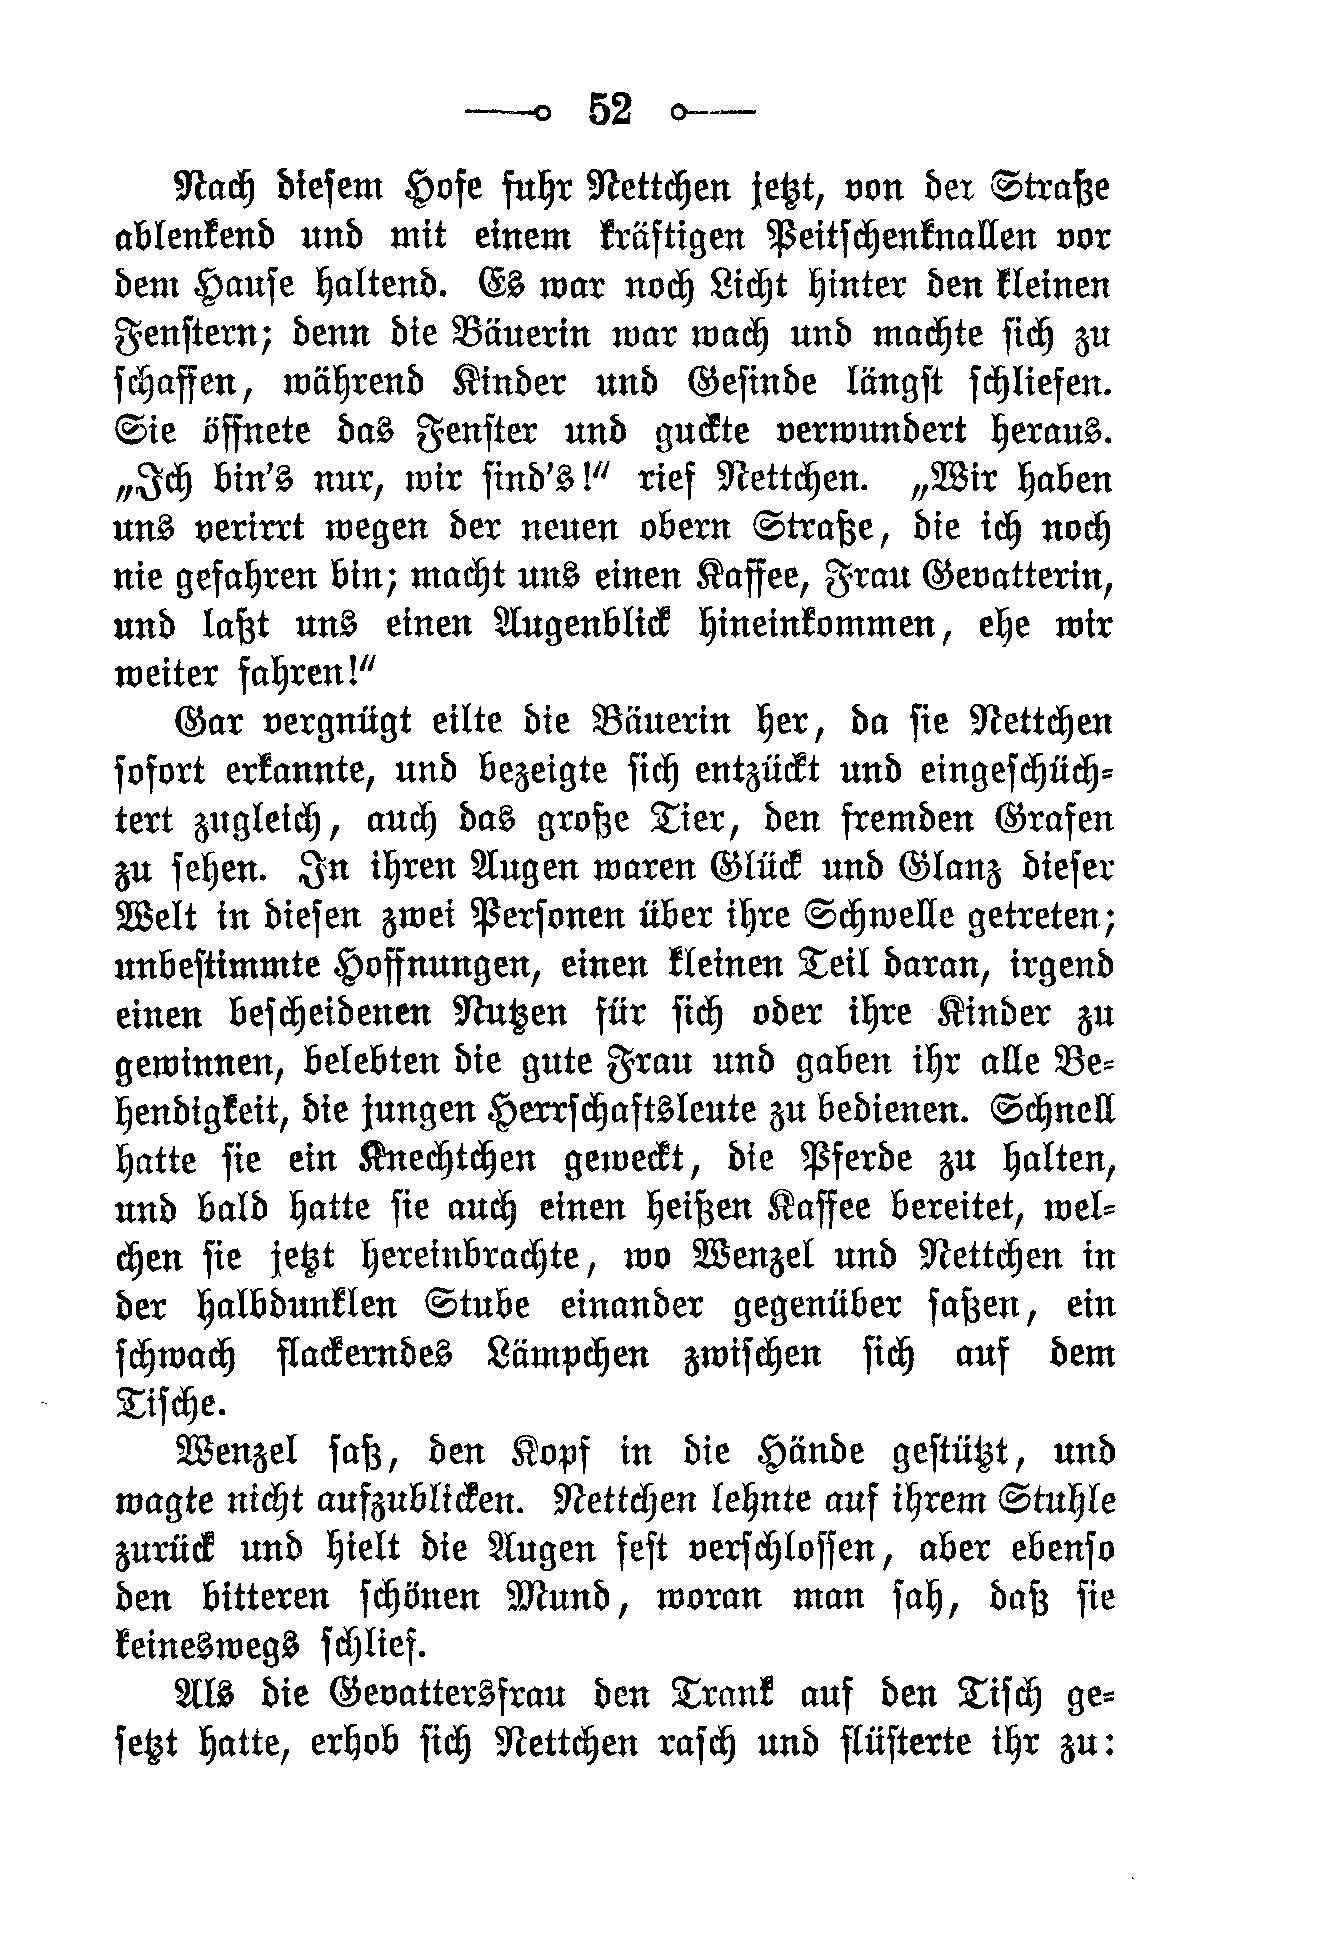 52
Nach diesem Hofe fuhr Nettchen jetzt, von der Straße
ablenkend und mit einem kräftigen Peitschenknallen vor
dem Hause haltend. Es war noch Licht hinter den kleinen
Fenstern; denn die Bäuerin war wach und machte sich zu
schaffen, während Kinder und Gesinde längst schliefen.
Sie öffnete das Fenster und guckte verwundert heraus.
„Ich bin's nur, wir sind's!“ rief Nettchen. „Wir haben
uns verirrt wegen der neuen obern Straße, die ich noch
nie gefahren bin; macht uns einen Kaffee, Frau Gevatterin,
und laßt uns einen Augenblick hineinkommen, ehe wir
weiter fahren!“
Gar vergnügt eilte die Bäuerin her, da sie Nettchen
sofort erkannte, und bezeigte sich entzückt und eingeschüch-
tert zugleich, auch das große Tier, den fremden Grafen
zu sehen. In ihren Augen waren Glück und Glanz dieser
Welt in diesen zwei Personen über ihre Schwelle getreten;
unbestimmte Hoffnungen, einen kleinen Teil daran, irgend
einen bescheidenen Nutzen für sich oder ihre Kinder zu
gewinnen, belebten die gute Frau und gaben ihr alle Be-
hendigkeit, die jungen Herrschaftsleute zu bedienen. Schnell
hatte sie ein Knechtchen geweckt, die Pferde zu halten,
und bald hatte sie auch einen heißen Kaffee bereitet, wel-
chen sie jetzt hereinbrachte, wo Wenzel und Nettchen in
der halbdunklen Stube einander gegenüber saßen, ein
schwach flackerndes Lämpchen zwischen sich auf dem
Tische.
Wenzel saß, den Kopf in die Hände gestützt, und
wagte nicht aufzublicken. Nettchen lehnte auf ihrem Stuhle
zurück und hielt die Augen fest verschlossen, aber ebenso
den bitteren schönen Mund, woran man sah, daß sie
keineswegs schlief.
Als die Gevattersfrau den Trank auf den Tisch ge-
setzt hatte, erhob sich Nettchen rasch und flüsterte ihr zu: